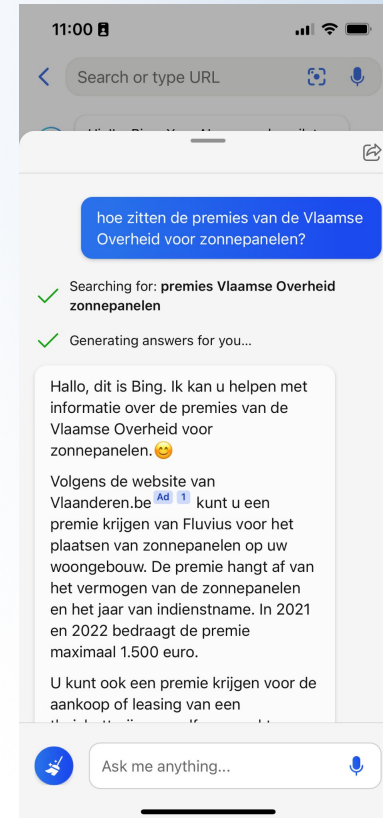 11:00
Search or type URL
hoe zitten de premies van de Vlaamse
Overheid voor zonnepanelen?
Searching for: premies Vlaamse Overheid
zonnepanelen
Generating answers for you...
Hallo, dit is Bing. Ik kan u helpen met
informatie over de premies van de
Vlaamse Overheid voor
zonnepanelen.😊
Volgens de website van
Vlaanderen.be Ad 1 kunt u een
premie krijgen van Fluvius voor het
plaatsen van zonnepanelen op uw
woongebouw. De premie hangt af van
het vermogen van de zonnepanelen
en het jaar van indienstname. In 2021
en 2022 bedraagt de premie
maximaal 1.500 euro.
U kunt ook een premie krijgen voor de
aankoop of leasing van een
Ask me anything...